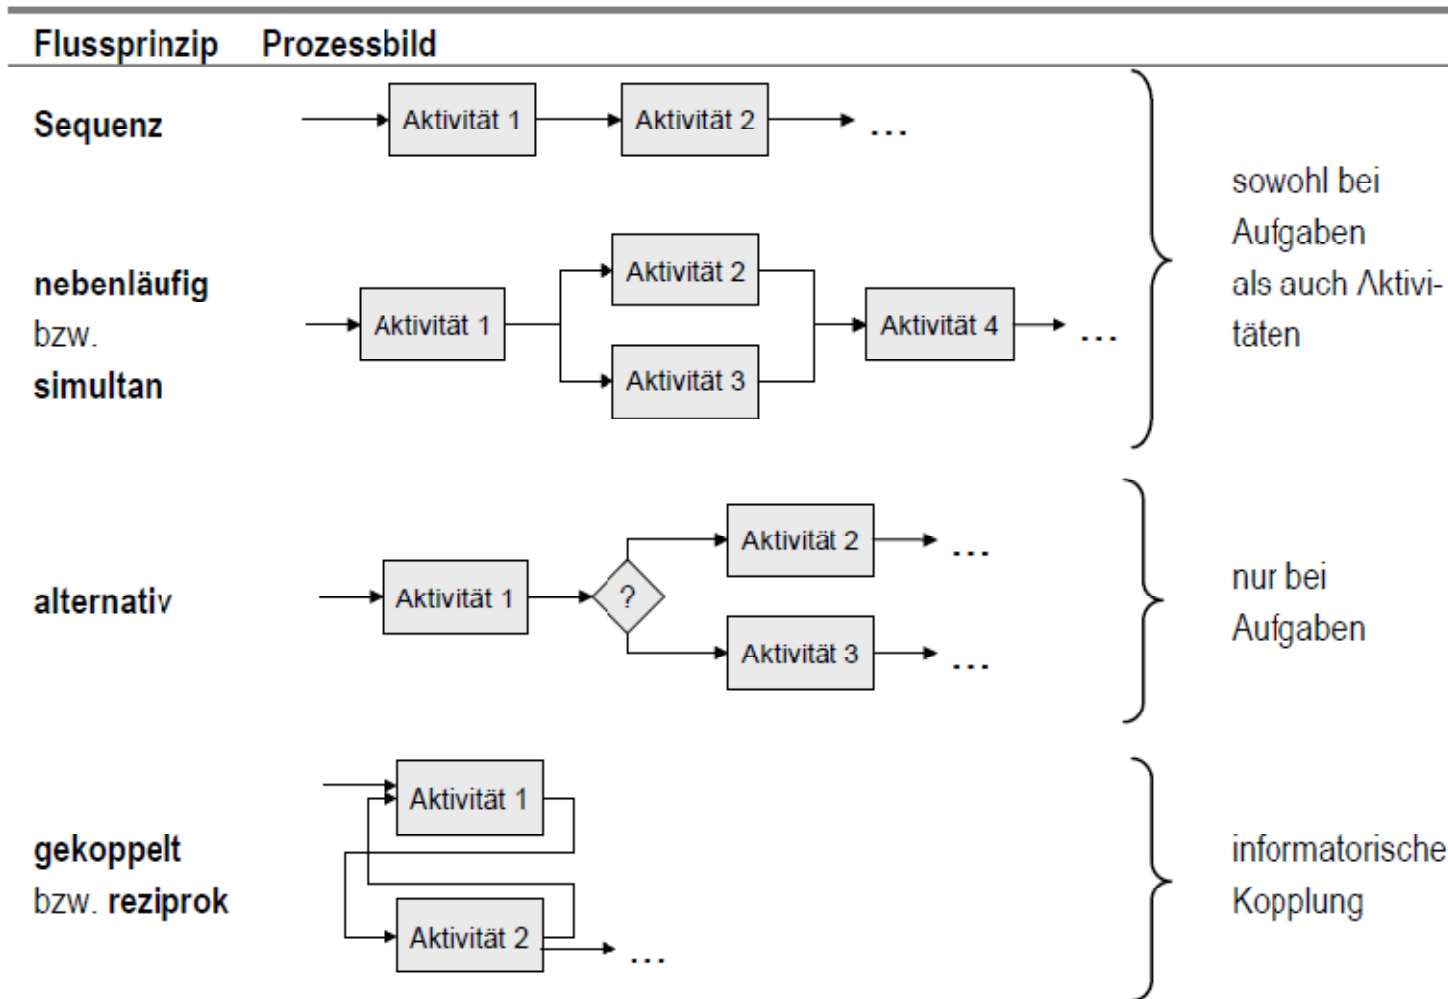 Flussprinzip Prozessbild
Sequenz
Aktivität 1
Aktivität 2
...
sowohl bei
Aufgaben
als auch Aktivi-
täten
nebenläufig
bzw.
simultan
Aktivität 1
Aktivität 2
Aktivität 3
Aktivität 4
...
alternativ
Aktivität 1
?
Aktivität 2
...
Aktivität 3
...
nur bei
Aufgaben
gekoppelt
bzw. reziprok
Aktivität 1
Aktivität 2
...
informatorische
Kopplung